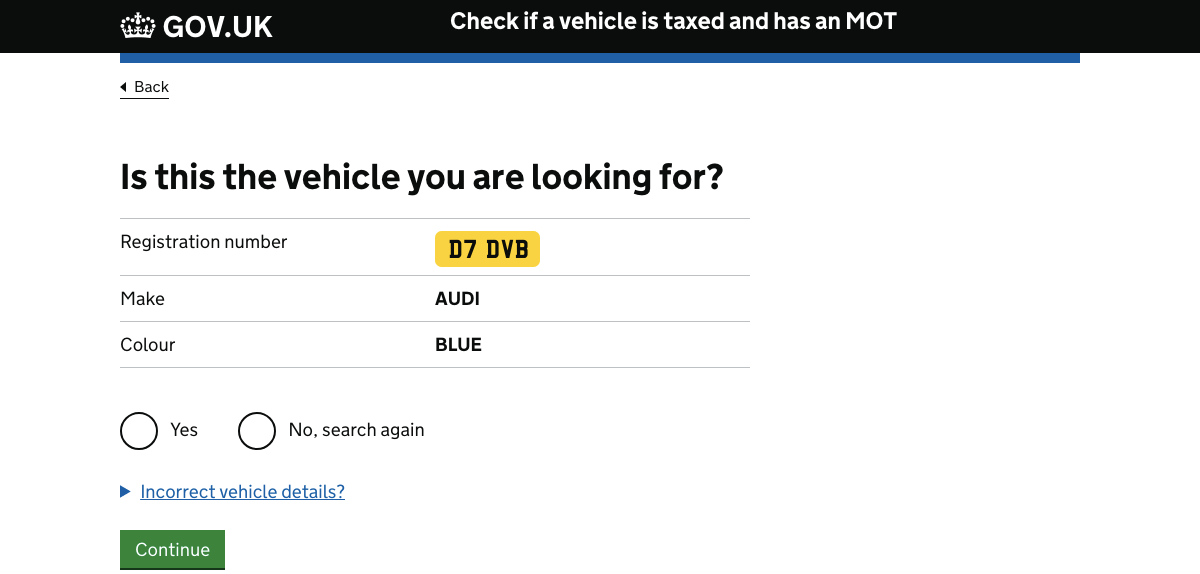 GOV.UK
Check if a vehicle is taxed and has an MOT
Back
Is this the vehicle you are looking for?
Registration number D7 DVB
Make AUDI
Colour BLUE
Yes No, search again
Incorrect vehicle details?
Continue